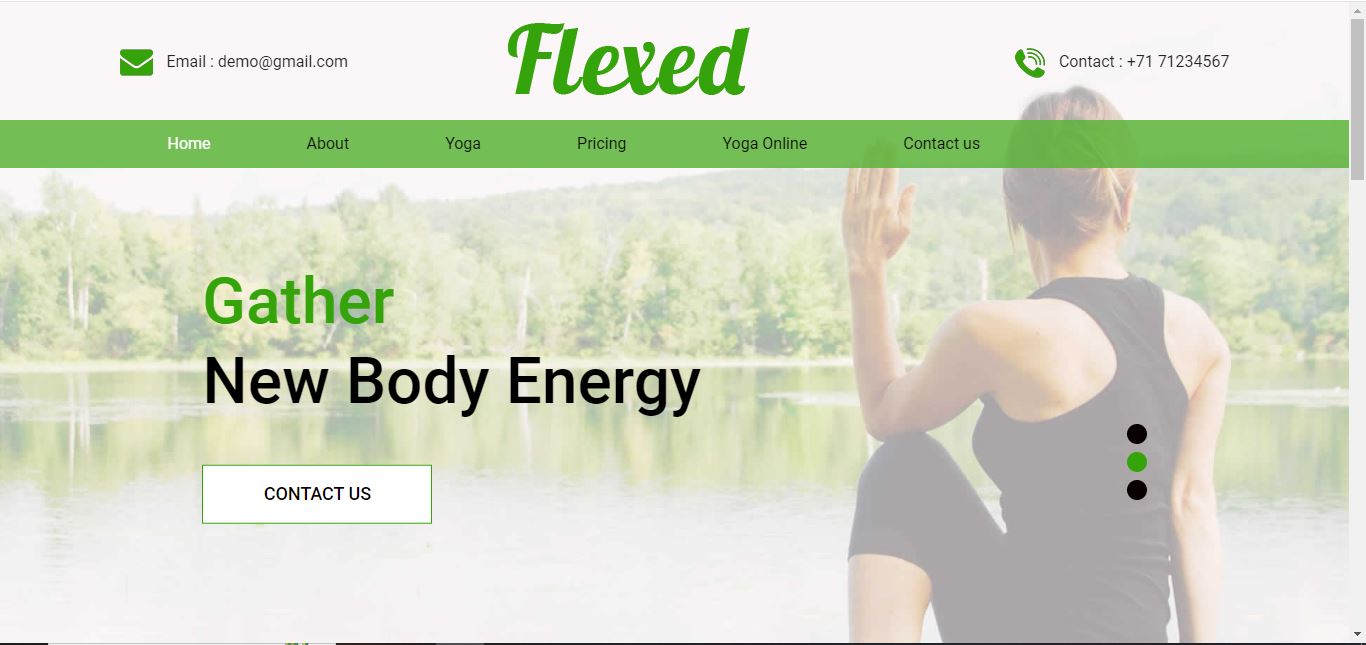 Email : demo@gmail.com
Flexed
Contact : +71 71234567
Home About Yoga Pricing Yoga Online Contact us
Gather
New Body Energy
CONTACT US